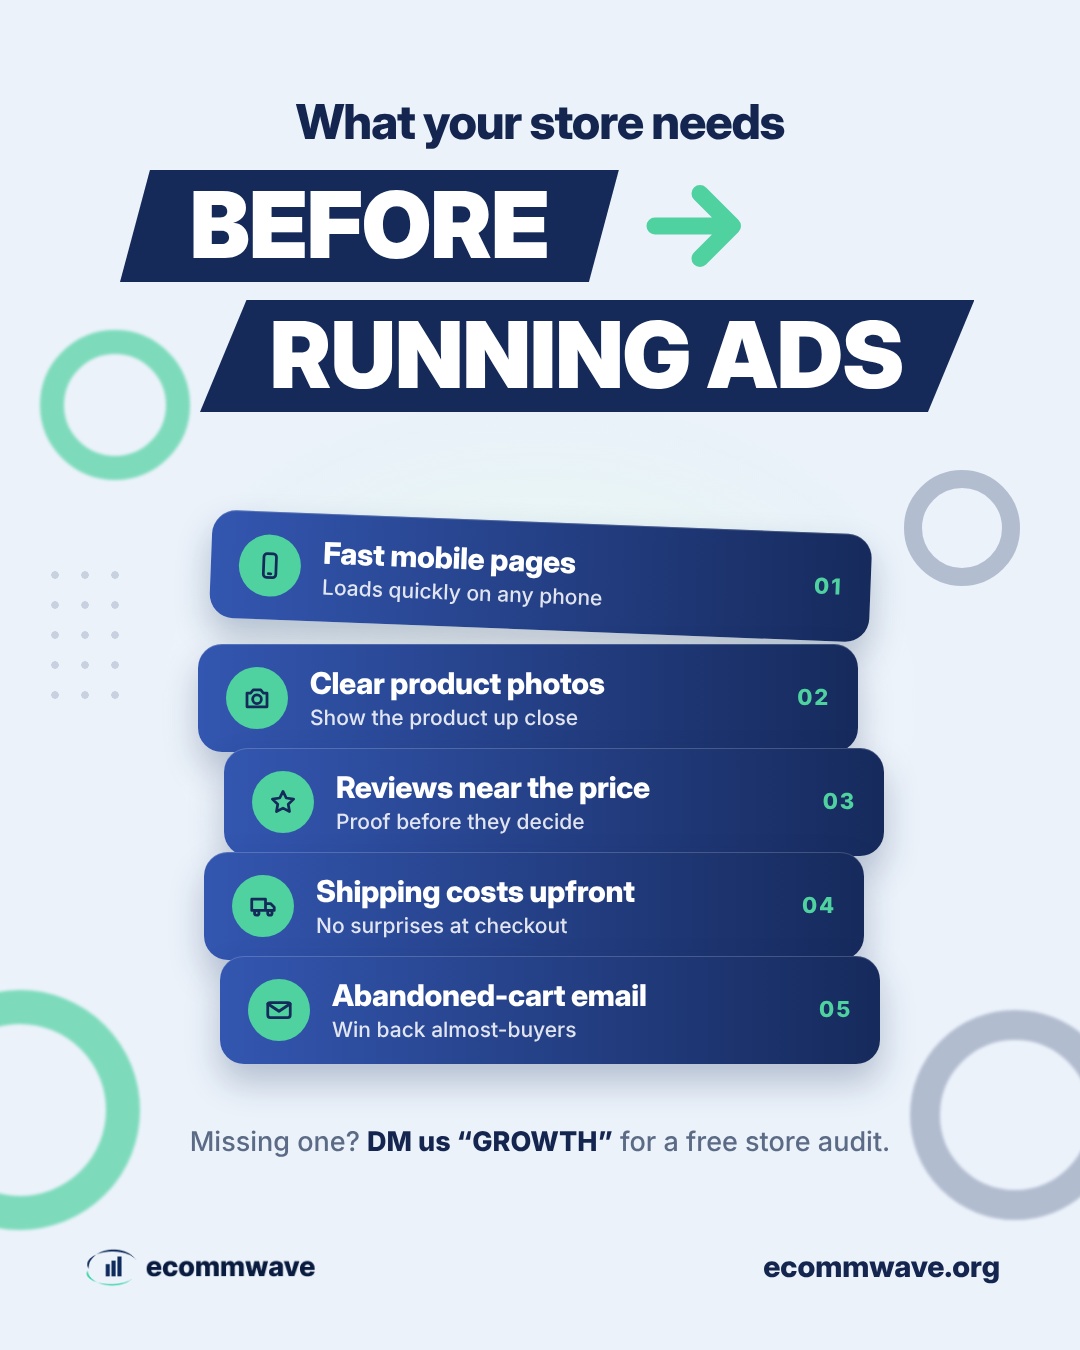 What your store needs
BEFORE
RUNNING ADS
Fast mobile pages
Loads quickly on any phone
01
Clear product photos
Show the product up close
02
Reviews near the price
Proof before they decide
03
Shipping costs upfront
No surprises at checkout
04
Abandoned-cart email
Win back almost-buyers
05
Missing one? DM us “GROWTH” for a free store audit.
ecommwave
ecommwave.org